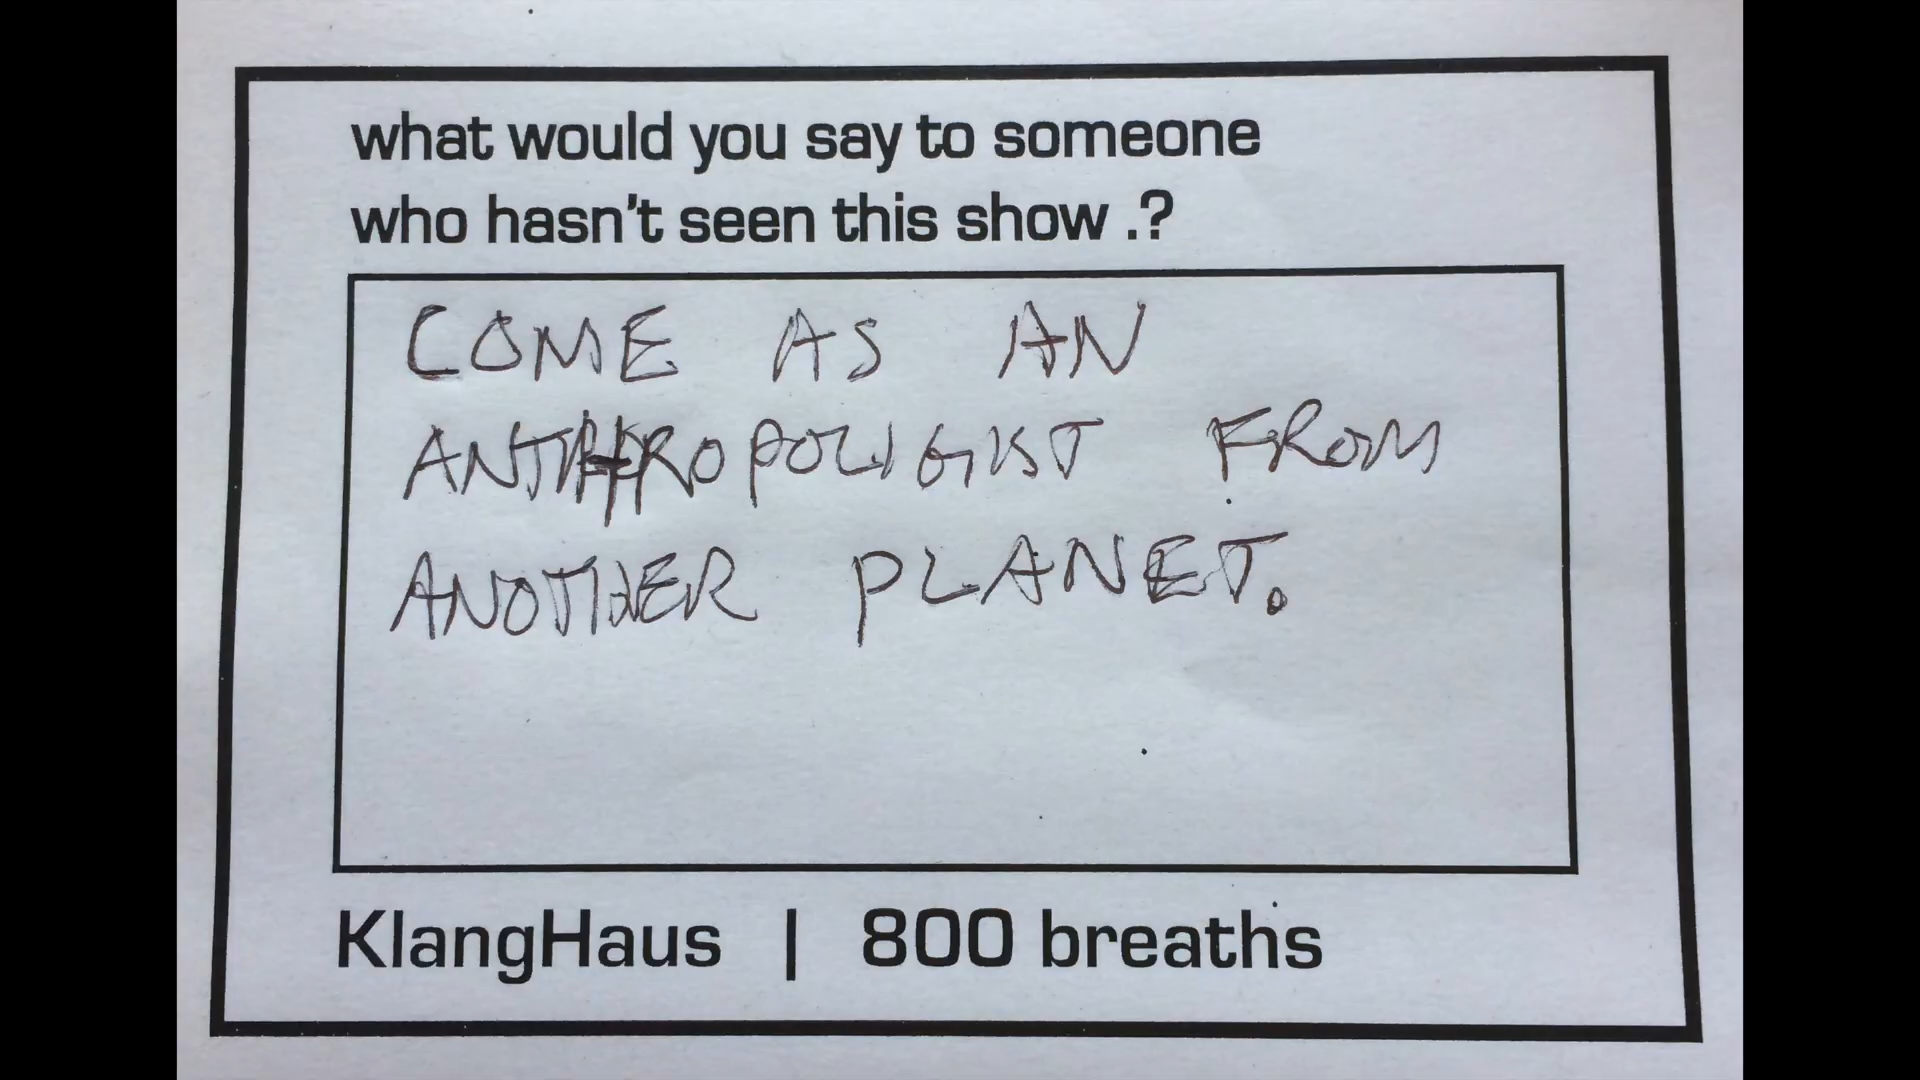 what would you say to someone
who hasn't seen this show .?
COME AS AN
ANTHROPOLIGIST FROM
ANOTHER PLANET.
KlangHaus | 800 breaths